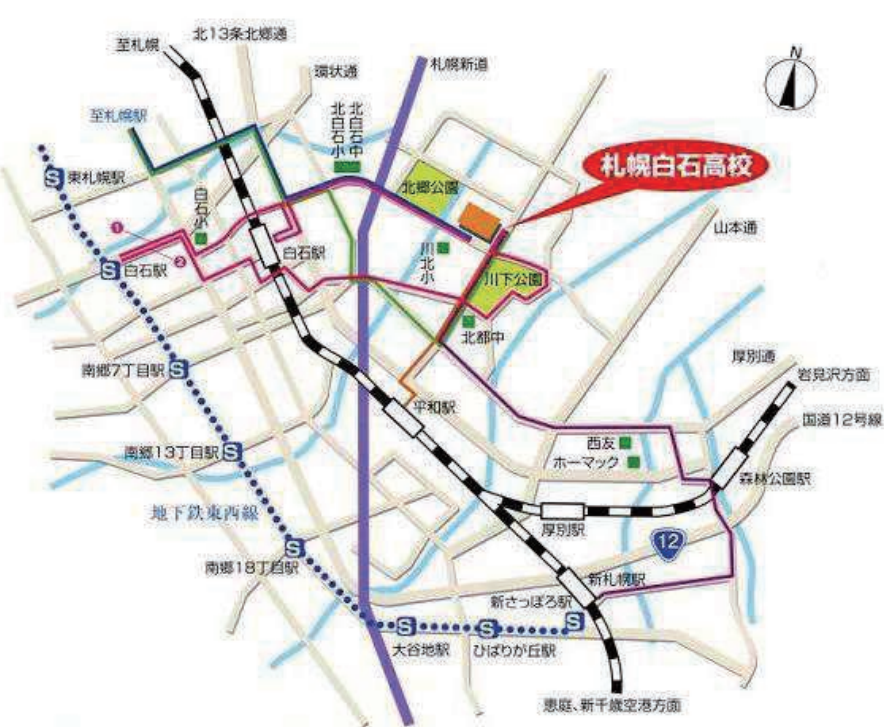 北13条北郷通
至札幌
札幌新道
環状通
N
至札幌駅
北白石小
北白石中
札幌白石高校
東札幌駅
白石小
北郷公園
山本通
①
②
白石駅
川北小
白石駅
川下公園
北都中
南郷7丁目駅
厚別通
岩見沢方面
平和駅
国道12号線
西友
ホーマック
南郷13丁目駅
森林公園駅
地下鉄東西線
厚別駅
12
南郷18丁目駅
新札幌駅
新さっぽろ駅
大谷地駅
ひばりが丘駅
恵庭、新千歳空港方面
S
S
S
S
S
S
S
S